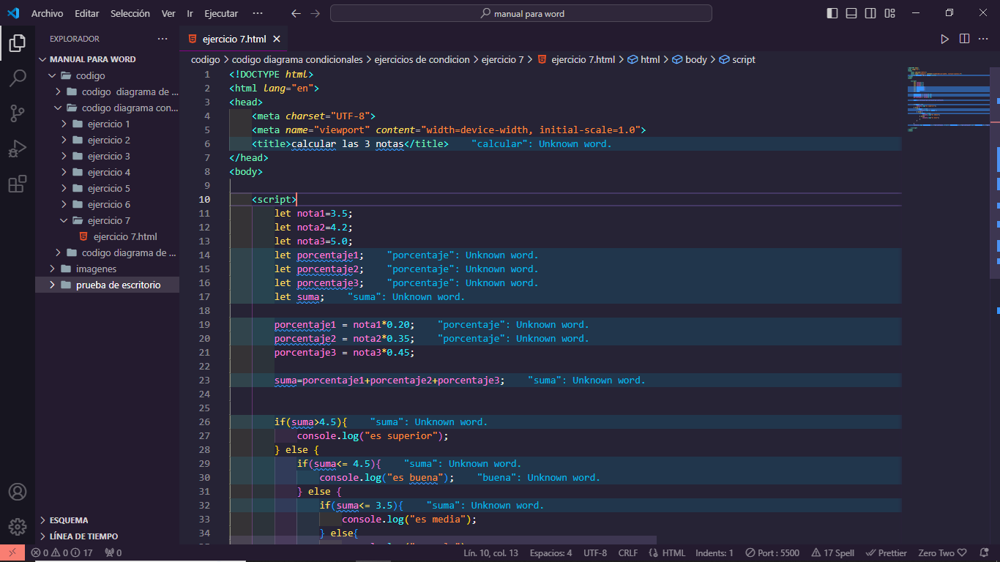 Archivo Editar Selección Ver Ir Ejecutar ··· manual para word
EXPLORADOR ···
MANUAL PARA WORD
codigo
codigo diagrama de ...
codigo diagrama con...
ejercicio 1
ejercicio 2
ejercicio 3
ejercicio 4
ejercicio 5
ejercicio 6
ejercicio 7
ejercicio 7.html
codigo diagrama de ...
imagenes
prueba de escritorio
ESQUEMA
LÍNEA DE TIEMPO
ejercicio 7.html
codigo > codigo diagrama condicionales > ejercicios de condicion > ejercicio 7 > ejercicio 7.html > html > body > script
1 <!DOCTYPE html>
2 <html lang="en">
3 <head>
4 <meta charset="UTF-8">
5 <meta name="viewport" content="width=device-width, initial-scale=1.0">
6 <title>calcular las 3 notas</title> "calcular": Unknown word.
7 </head>
8 <body>
9
10 <script>
11 let nota1=3.5;
12 let nota2=4.2;
13 let nota3=5.0;
14 let porcentaje1; "porcentaje": Unknown word.
15 let porcentaje2; "porcentaje": Unknown word.
16 let porcentaje3; "porcentaje": Unknown word.
17 let suma; "suma": Unknown word.
18
19 porcentaje1 = nota1*0.20; "porcentaje": Unknown word.
20 porcentaje2 = nota2*0.35; "porcentaje": Unknown word.
21 porcentaje3 = nota3*0.45;
22
23 suma=porcentaje1+porcentaje2+porcentaje3; "suma": Unknown word.
24
25
26 if(suma>4.5){ "suma": Unknown word.
27 console.log("es superior");
28 } else {
29 if(suma<= 4.5){ "suma": Unknown word.
30 console.log("es buena"); "buena": Unknown word.
31 } else {
32 if(suma<= 3.5){ "suma": Unknown word.
33 console.log("es media");
34 } else{
0 0 17 0 Lín. 10, col. 13 Espacios: 4 UTF-8 CRLF HTML Indents: 1 Port : 5500 17 Spell Prettier Zero Two